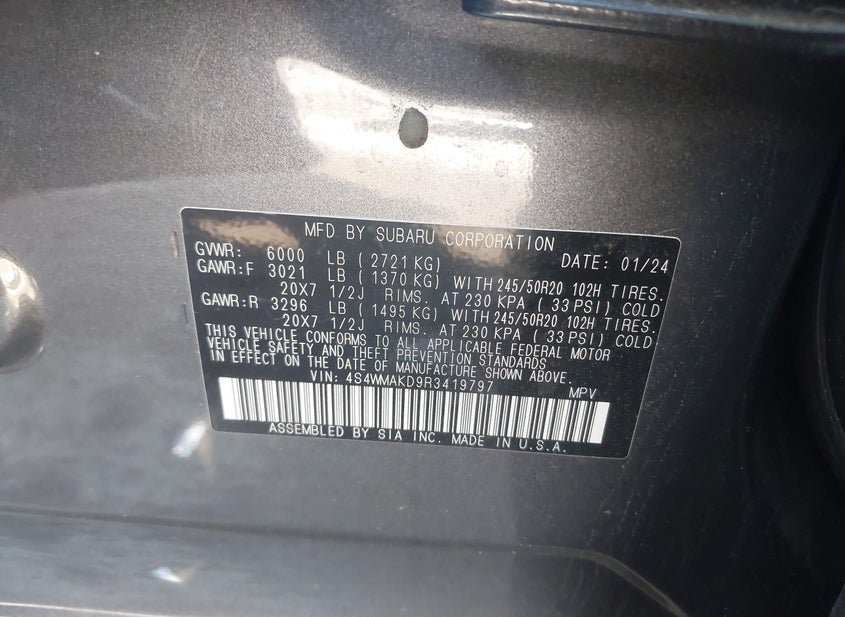 MFD BY SUBARU CORPORATION
GVWR: 6000 LB ( 2721 KG) DATE: 01/24
GAWR:F 3021 LB ( 1370 KG) WITH 245/50R20 102H TIRES.
20X7 1/2J RIMS. AT 230 KPA ( 33 PSI) COLD
GAWR:R 3296 LB ( 1495 KG) WITH 245/50R20 102H TIRES.
20X7 1/2J RIMS. AT 230 KPA ( 33 PSI) COLD
THIS VEHICLE CONFORMS TO ALL APPLICABLE FEDERAL MOTOR
VEHICLE SAFETY AND THEFT PREVENTION STANDARDS
IN EFFECT ON THE DATE OF MANUFACTURE SHOWN ABOVE.
VIN: 4S4WMAKD9R3419797 MPV
ASSEMBLED BY SIA INC. MADE IN U.S.A.